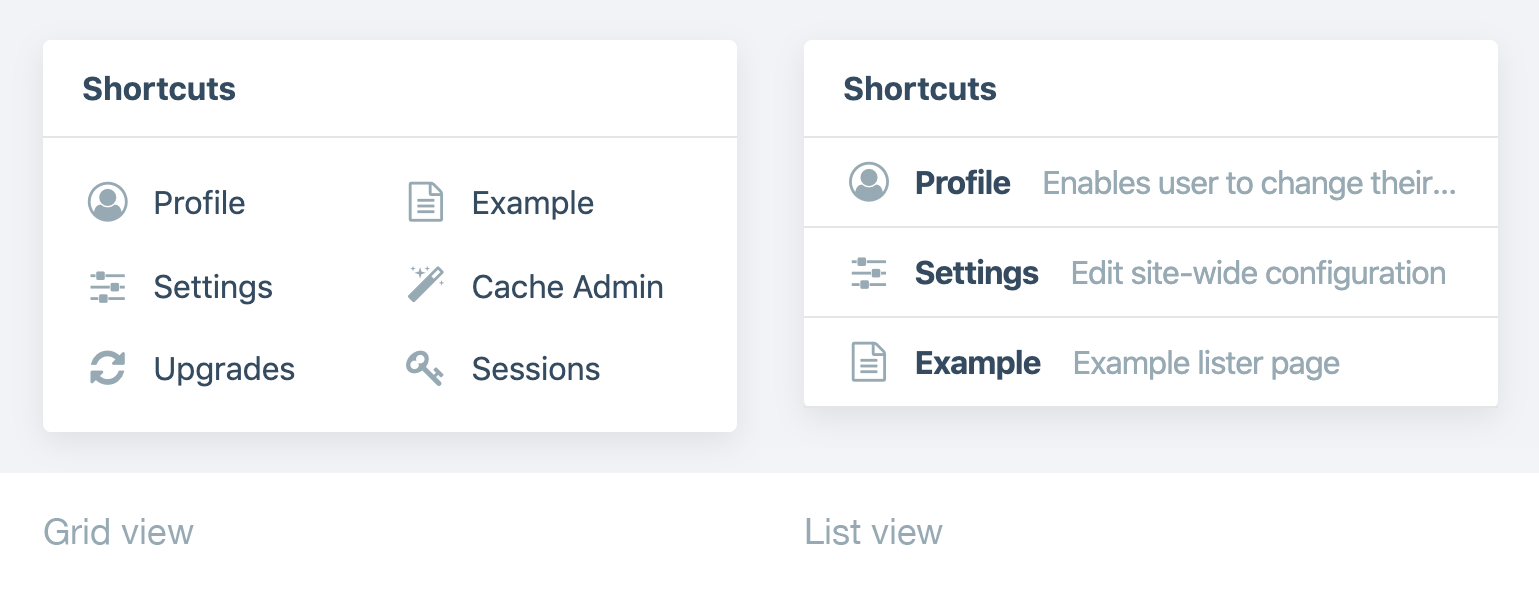 Shortcuts
Profile
Example
Settings
Cache Admin
Upgrades
Sessions
Grid view
Shortcuts
Profile Enables user to change their...
Settings Edit site-wide configuration
Example Example lister page
List view